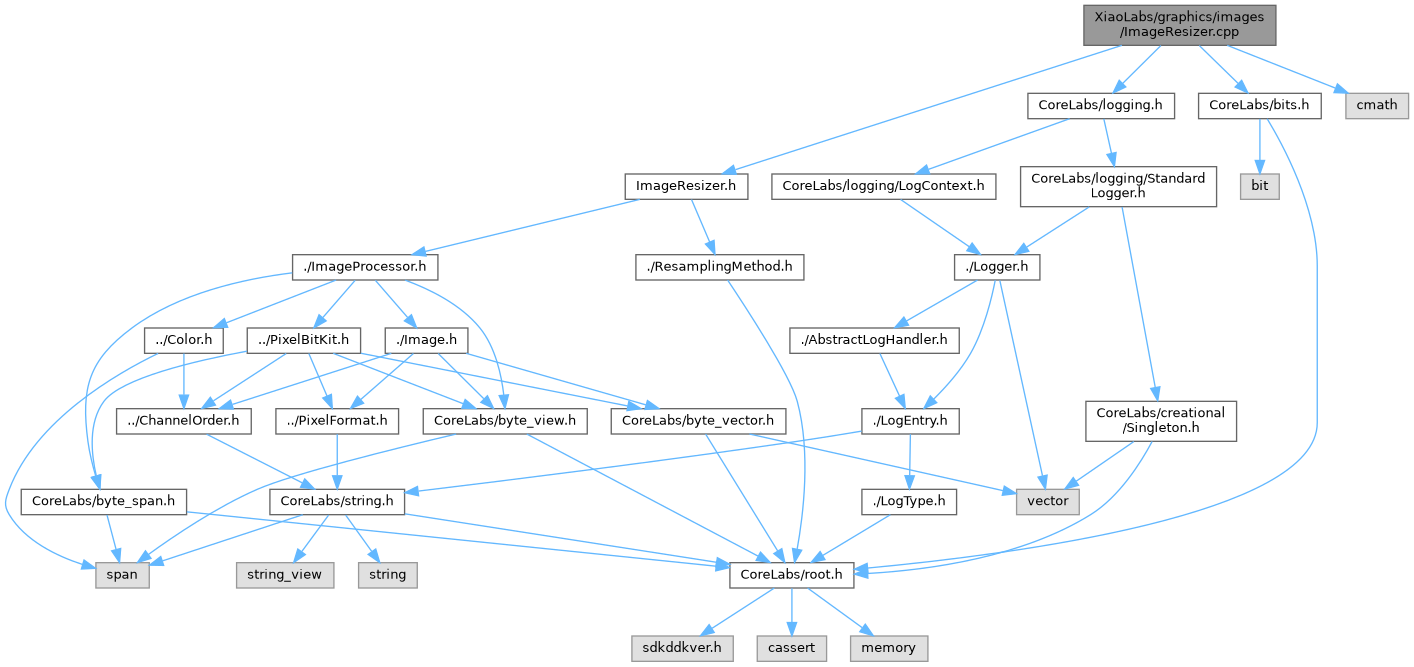 XiaoLabs/graphics/images
/ImageResizer.cpp
CoreLabs/logging.h
CoreLabs/bits.h
cmath
ImageResizer.h
CoreLabs/logging/LogContext.h
CoreLabs/logging/Standard
Logger.h
bit
./ImageProcessor.h
./ResamplingMethod.h
./Logger.h
../Color.h
../PixelBitKit.h
./Image.h
./AbstractLogHandler.h
../ChannelOrder.h
../PixelFormat.h
CoreLabs/byte_view.h
CoreLabs/byte_vector.h
./LogEntry.h
CoreLabs/creational
/Singleton.h
CoreLabs/byte_span.h
CoreLabs/string.h
./LogType.h
vector
span
string_view
string
CoreLabs/root.h
sdkddkver.h
cassert
memory